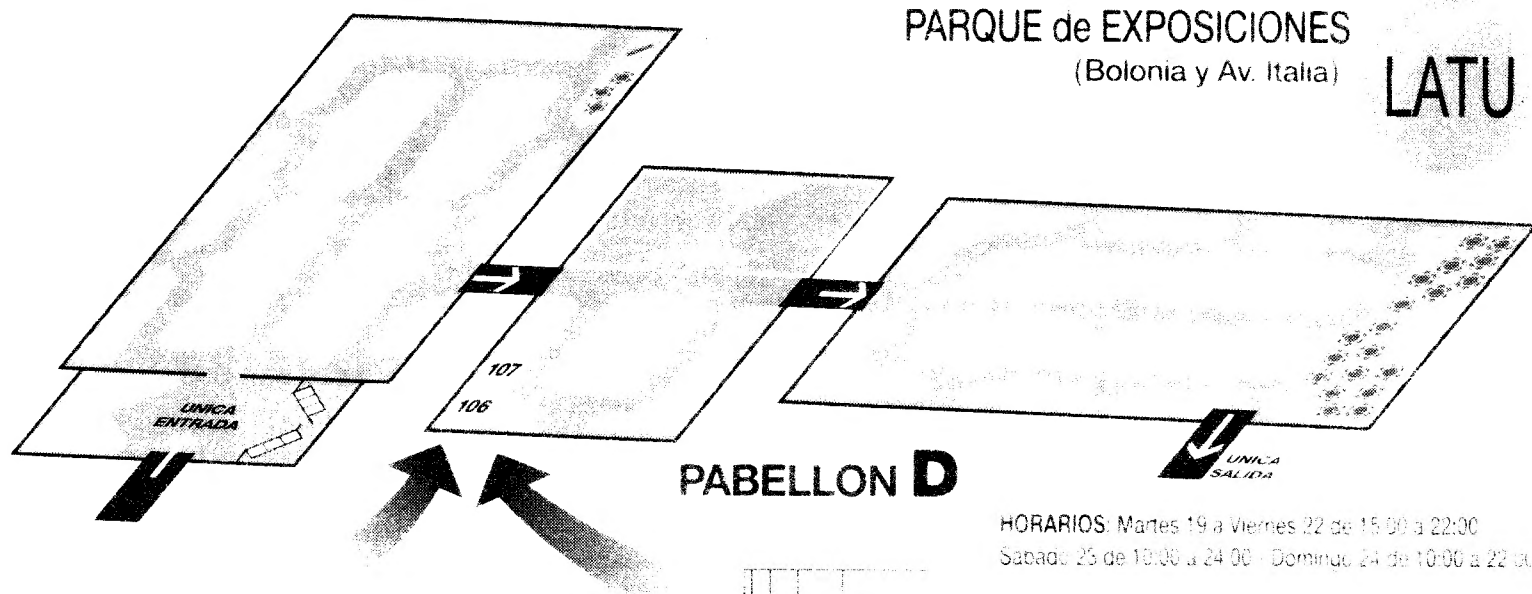 PARQUE de EXPOSICIONES
(Bolonia y Av. Italia)
LATU
107
106
UNICA
ENTRADA
PABELLON D
UNICA
SALIDA
HORARIOS: Martes 19 a Viernes 22 de 15:00 a 22:00
Sabado 23 de 10:00 a 24:00 - Domingo 24 de 10:00 a 22:00